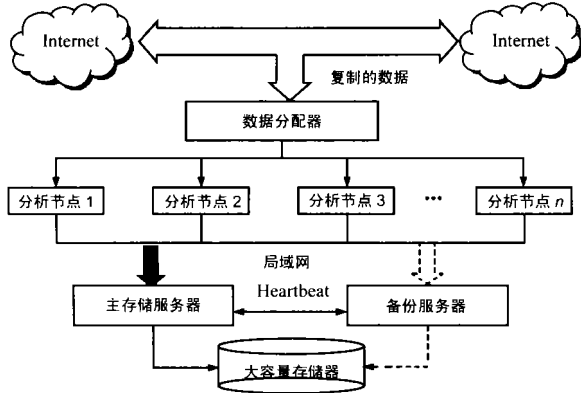 Internet
Internet
复制的数据
数据分配器
分析节点 1
分析节点 2
分析节点 3
···
分析节点 n
局域网
Heartbeat
主存储服务器
备份服务器
大容量存储器